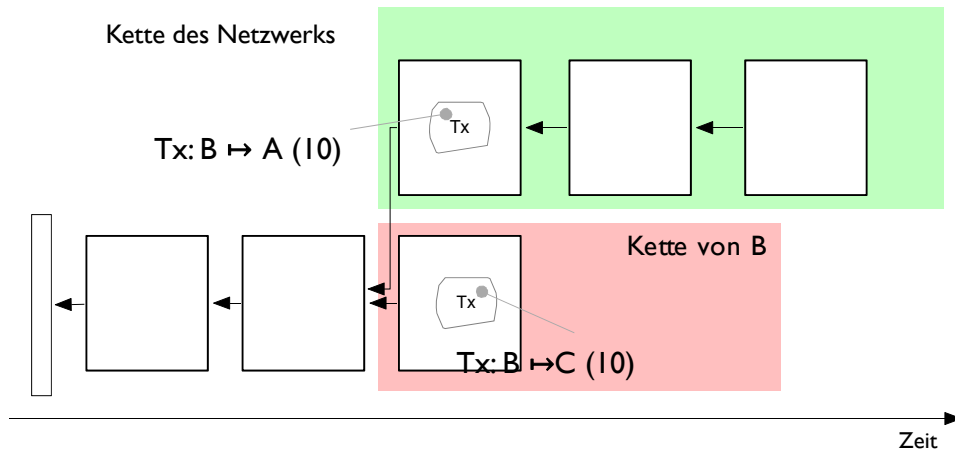 Kette des Netzwerks
Tx
Tx: B ↦ A (10)
Kette von B
Tx
Tx: B ↦C (10)
Zeit